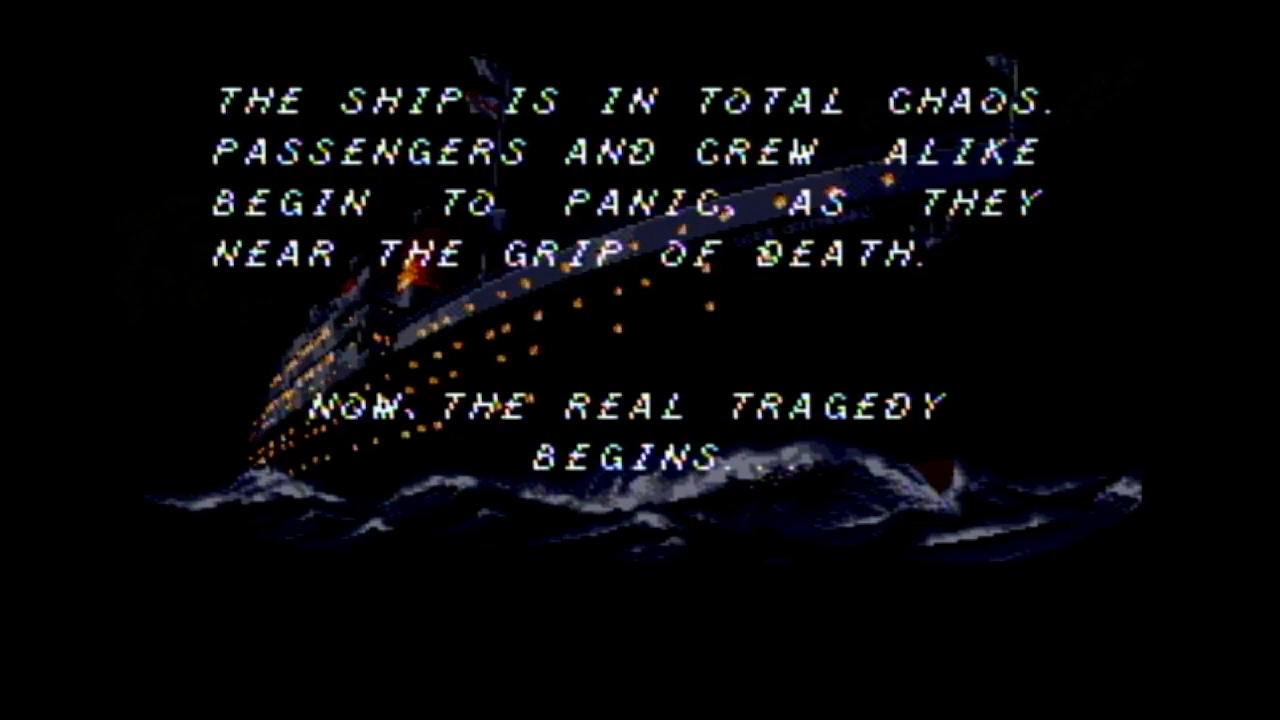 THE SHIP IS IN TOTAL CHAOS.
PASSENGERS AND CREW ALIKE
BEGIN TO PANIC, AS THEY
NEAR THE GRIP OF DEATH.
NOW, THE REAL TRAGEDY
BEGINS...